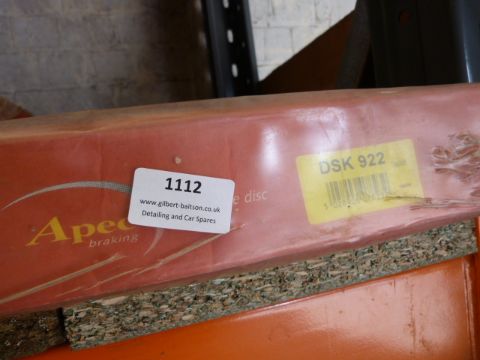 1112
www.gilbert-baitson.co.uk
Detailing and Car Spares
Apec
braking
e disc
DSK 922